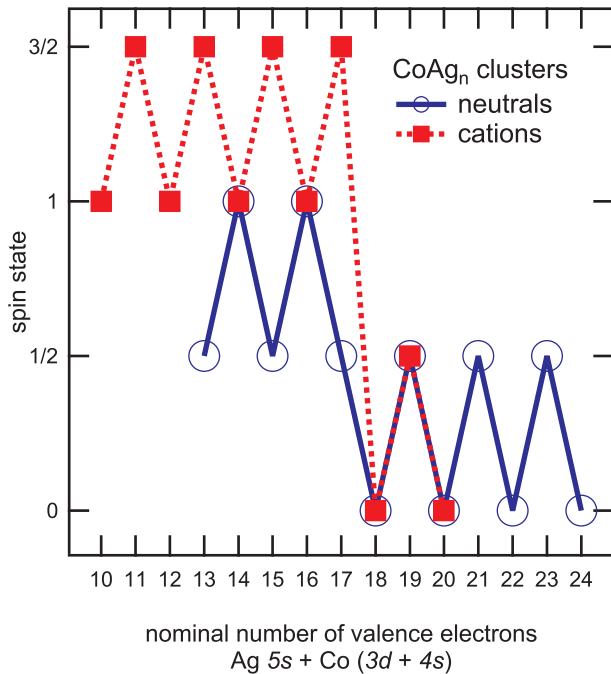 3/2
1
1/2
0
spin state
CoAgₙ clusters
neutrals
cations
10 11 12 13 14 15 16 17 18 19 20 21 22 23 24
nominal number of valence electrons
Ag 5s + Co (3d + 4s)